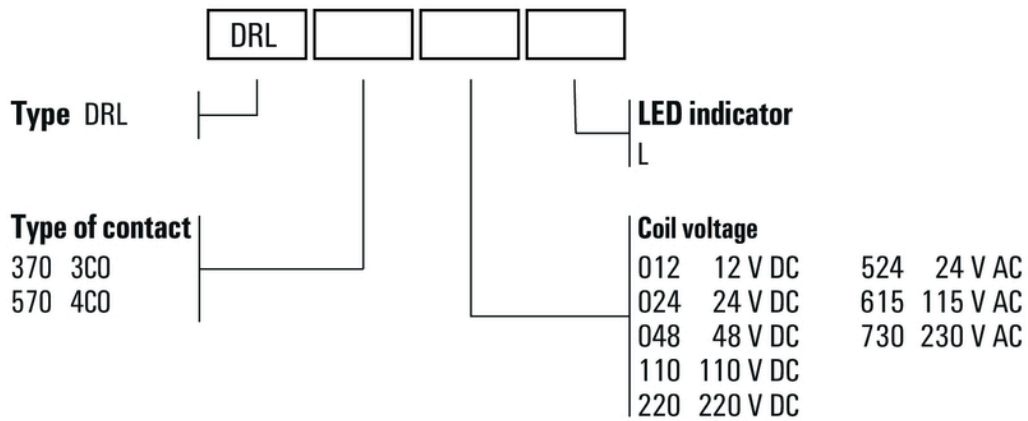 DRL
Type DRL
LED indicator
L
Type of contact
370 3CO
570 4CO
Coil voltage
012 12 V DC
024 24 V DC
048 48 V DC
110 110 V DC
220 220 V DC
524 24 V AC
615 115 V AC
730 230 V AC